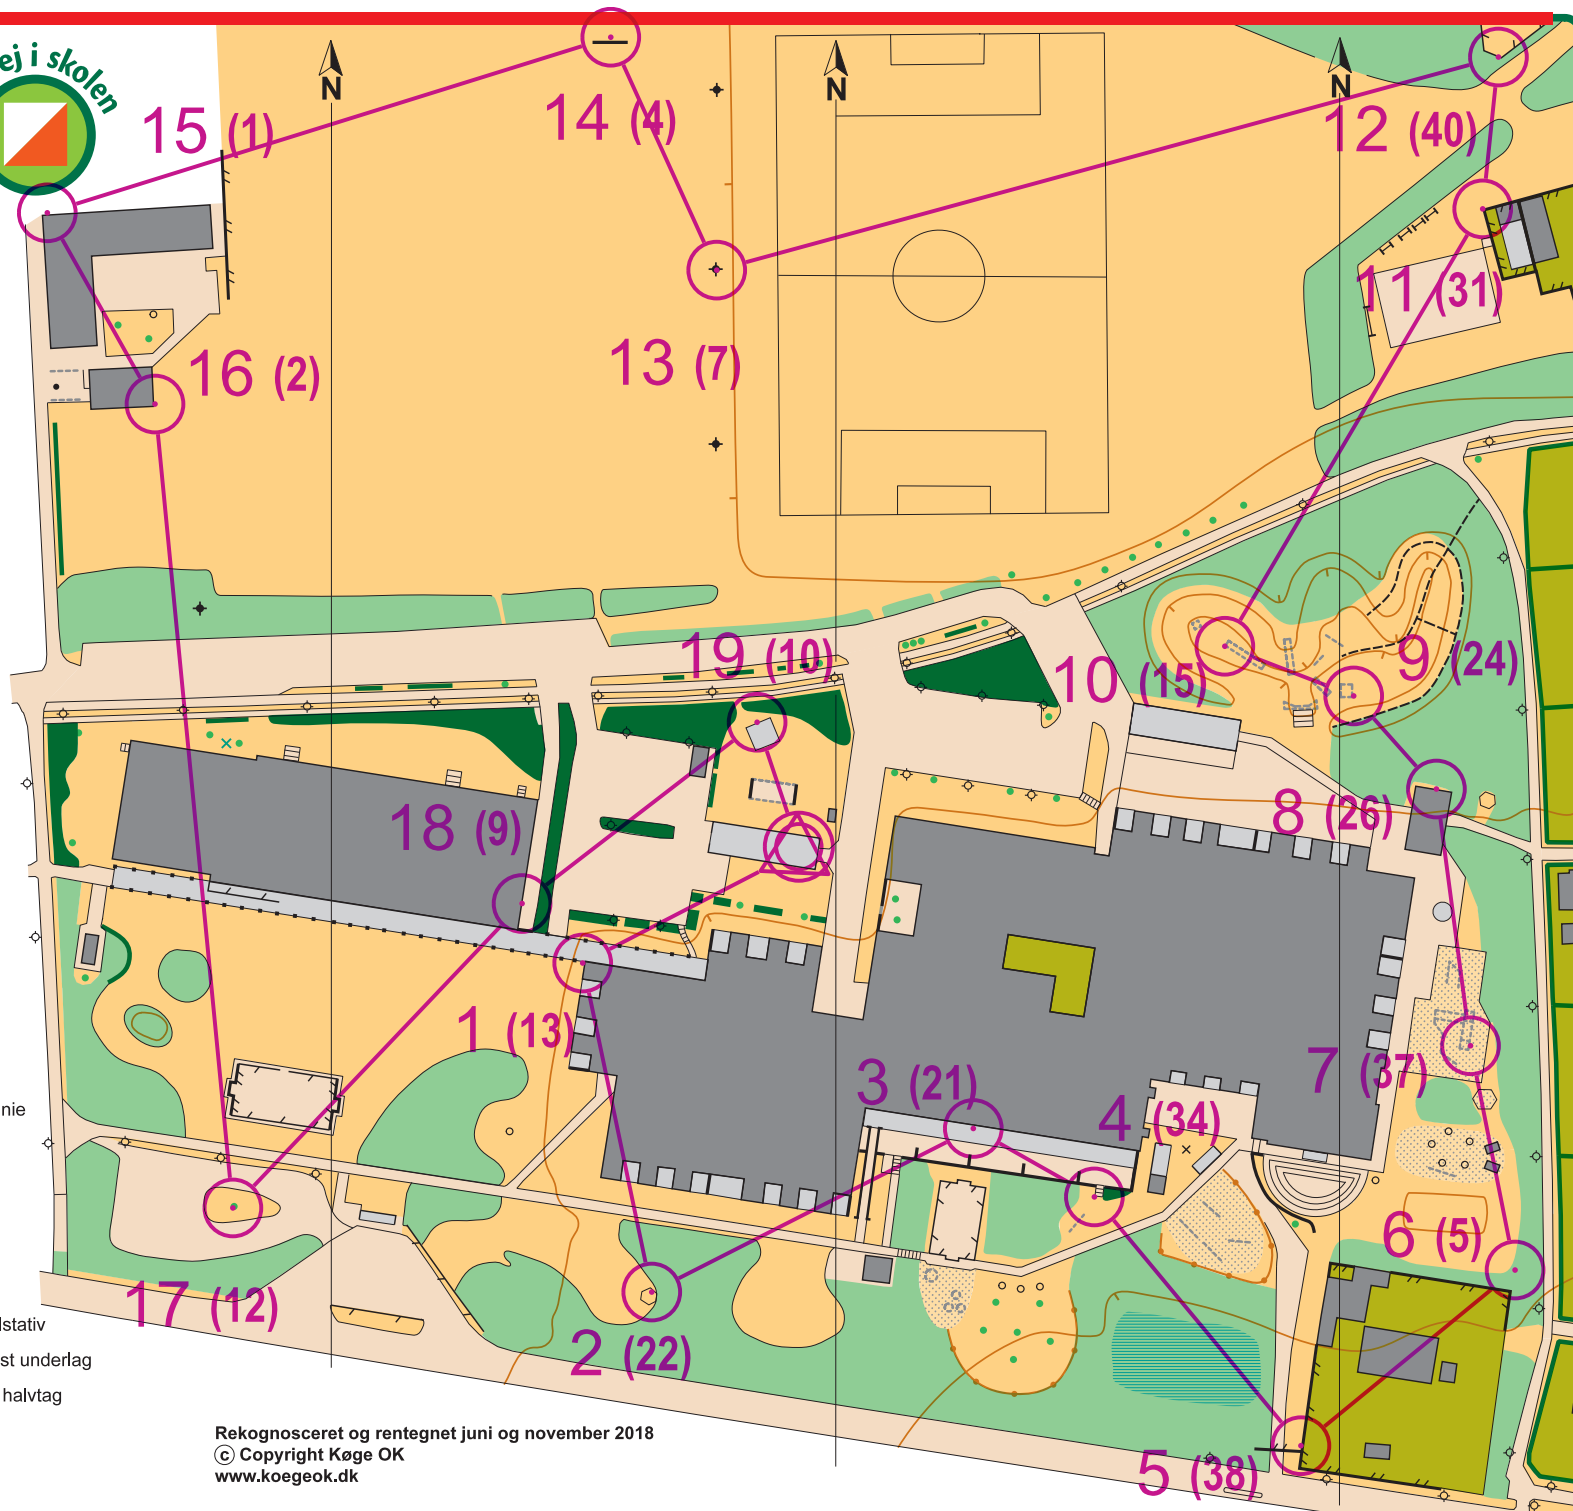 ej i skolen
N
N
N
15 (1)
14 (4)
12 (40)
11 (31)
13 (7)
16 (2)
19 (10)
10 (15)
9 (24)
18 (9)
8 (26)
1 (13)
3 (21)
7 (37)
4 (34)
nie
6 (5)
17 (12)
2 (22)
lstativ
st underlag
halvtag
5 (38)
Rekognosceret og rentegnet juni og november 2018
© Copyright Køge OK
www.koegeok.dk